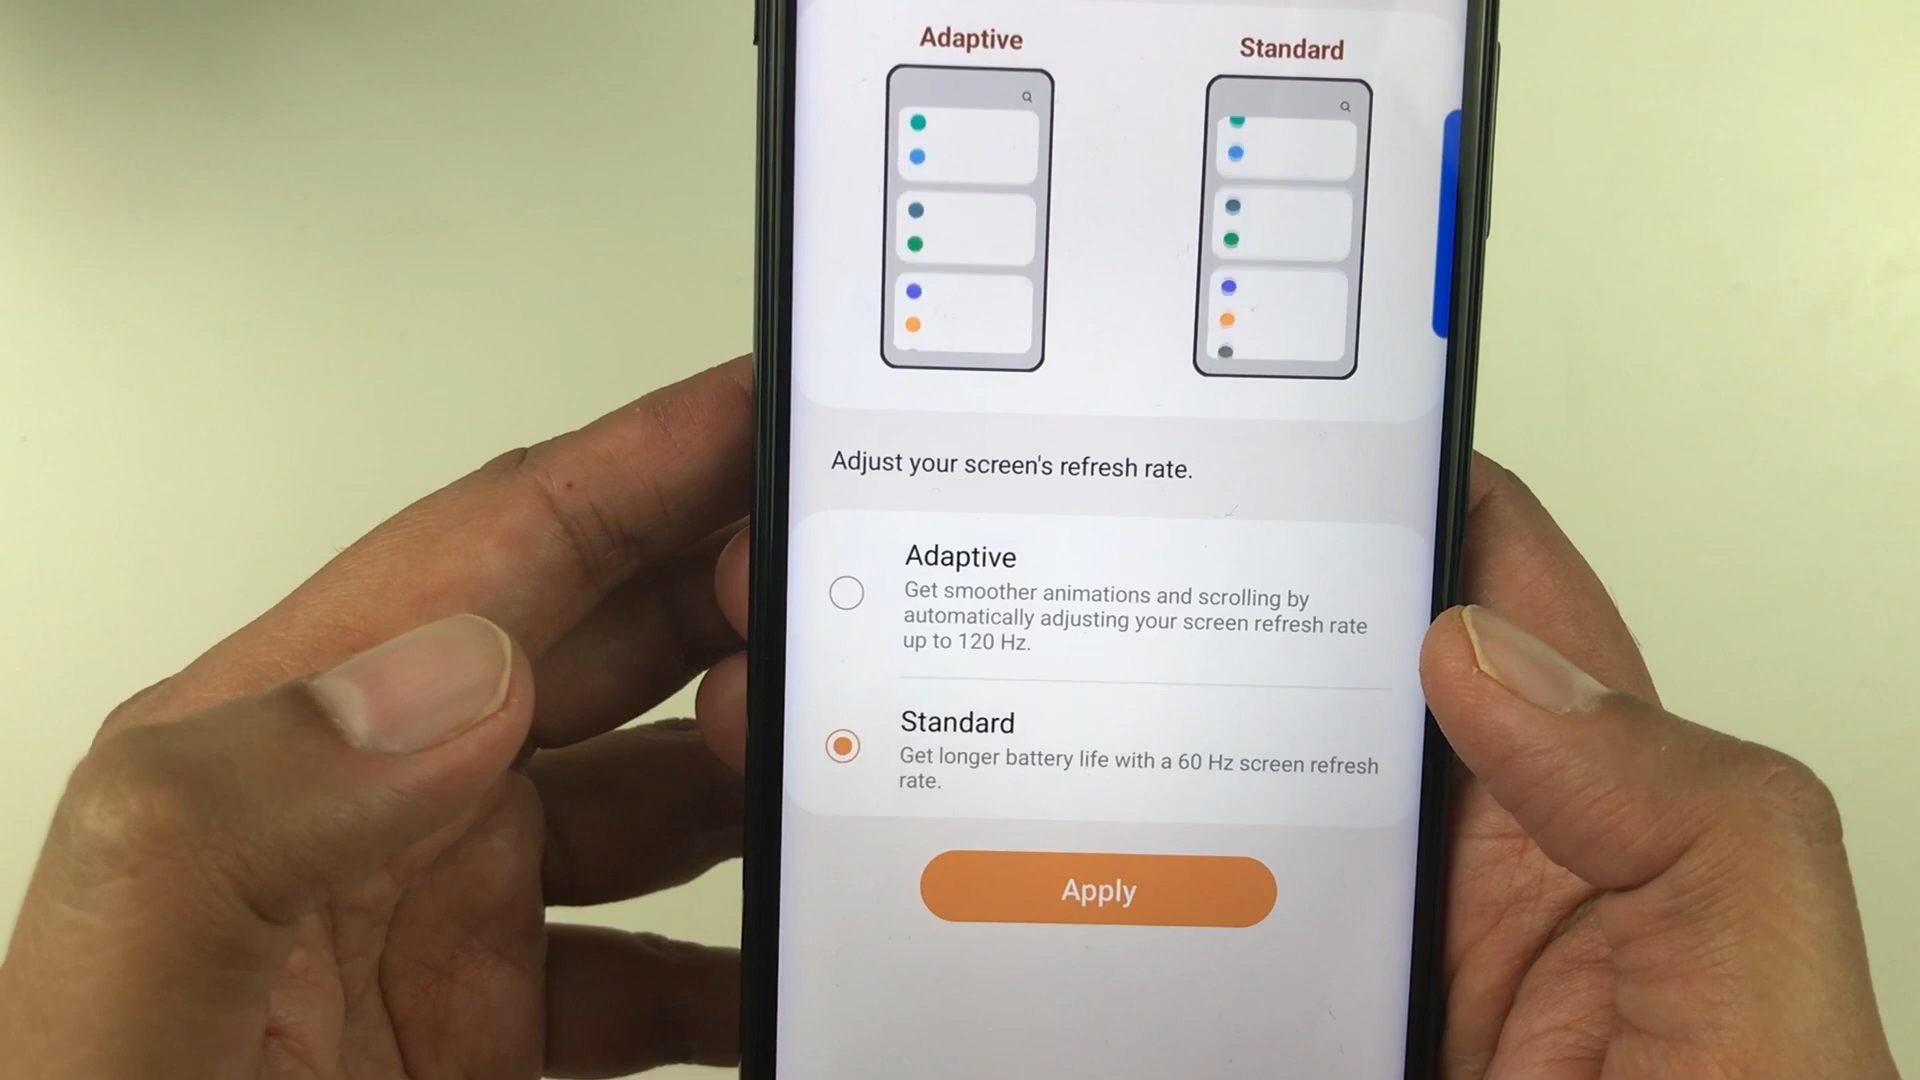 Adaptive
Standard
Adjust your screen's refresh rate.
Adaptive
Get smoother animations and scrolling by
automatically adjusting your screen refresh rate
up to 120 Hz.
Standard
Get longer battery life with a 60 Hz screen refresh
rate.
Apply